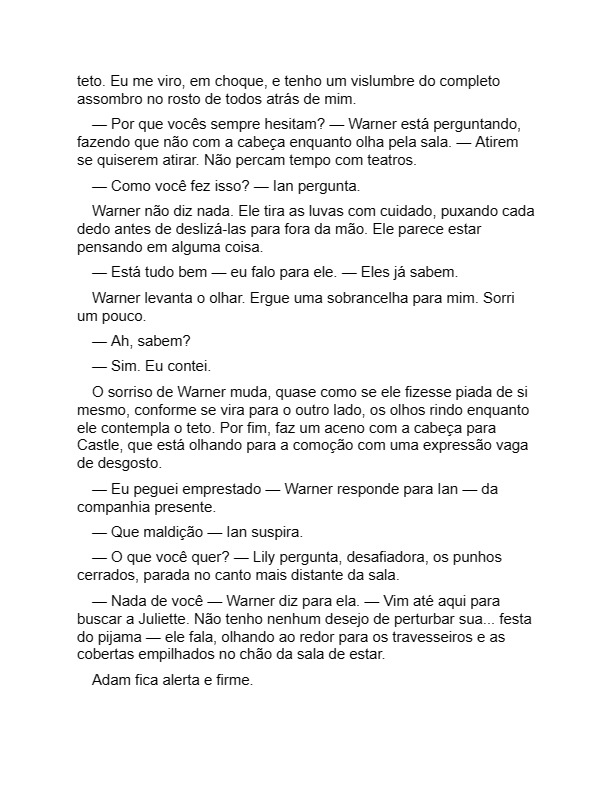 teto. Eu me viro, em choque, e tenho um vislumbre do completo
assombro no rosto de todos atrás de mim.
— Por que vocês sempre hesitam? — Warner está perguntando,
fazendo que não com a cabeça enquanto olha pela sala. — Atirem
se quiserem atirar. Não percam tempo com teatros.
— Como você fez isso? — Ian pergunta.
Warner não diz nada. Ele tira as luvas com cuidado, puxando cada
dedo antes de deslizá-las para fora da mão. Ele parece estar
pensando em alguma coisa.
— Está tudo bem — eu falo para ele. — Eles já sabem.
Warner levanta o olhar. Ergue uma sobrancelha para mim. Sorri
um pouco.
— Ah, sabem?
— Sim. Eu contei.
O sorriso de Warner muda, quase como se ele fizesse piada de si
mesmo, conforme se vira para o outro lado, os olhos rindo enquanto
ele contempla o teto. Por fim, faz um aceno com a cabeça para
Castle, que está olhando para a comoção com uma expressão vaga
de desgosto.
— Eu peguei emprestado — Warner responde para Ian — da
companhia presente.
— Que maldição — Ian suspira.
— O que você quer? — Lily pergunta, desafiadora, os punhos
cerrados, parada no canto mais distante da sala.
— Nada de você — Warner diz para ela. — Vim até aqui para
buscar a Juliette. Não tenho nenhum desejo de perturbar sua... festa
do pijama — ele fala, olhando ao redor para os travesseiros e as
cobertas empilhados no chão da sala de estar.
Adam fica alerta e firme.